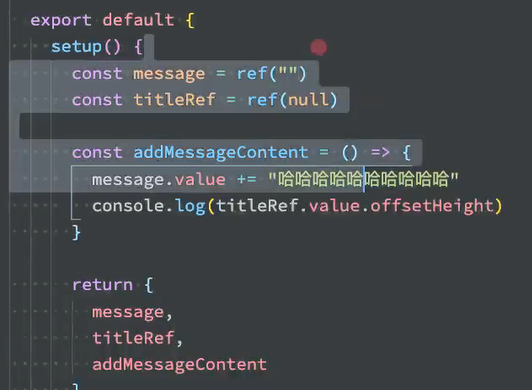 export default {
setup() {
const message = ref("")
const titleRef = ref(null)
const addMessageContent = () => {
message.value += "哈哈哈哈哈哈哈哈哈哈"
console.log(titleRef.value.offsetHeight)
}
return {
message,
titleRef,
addMessageContent
}